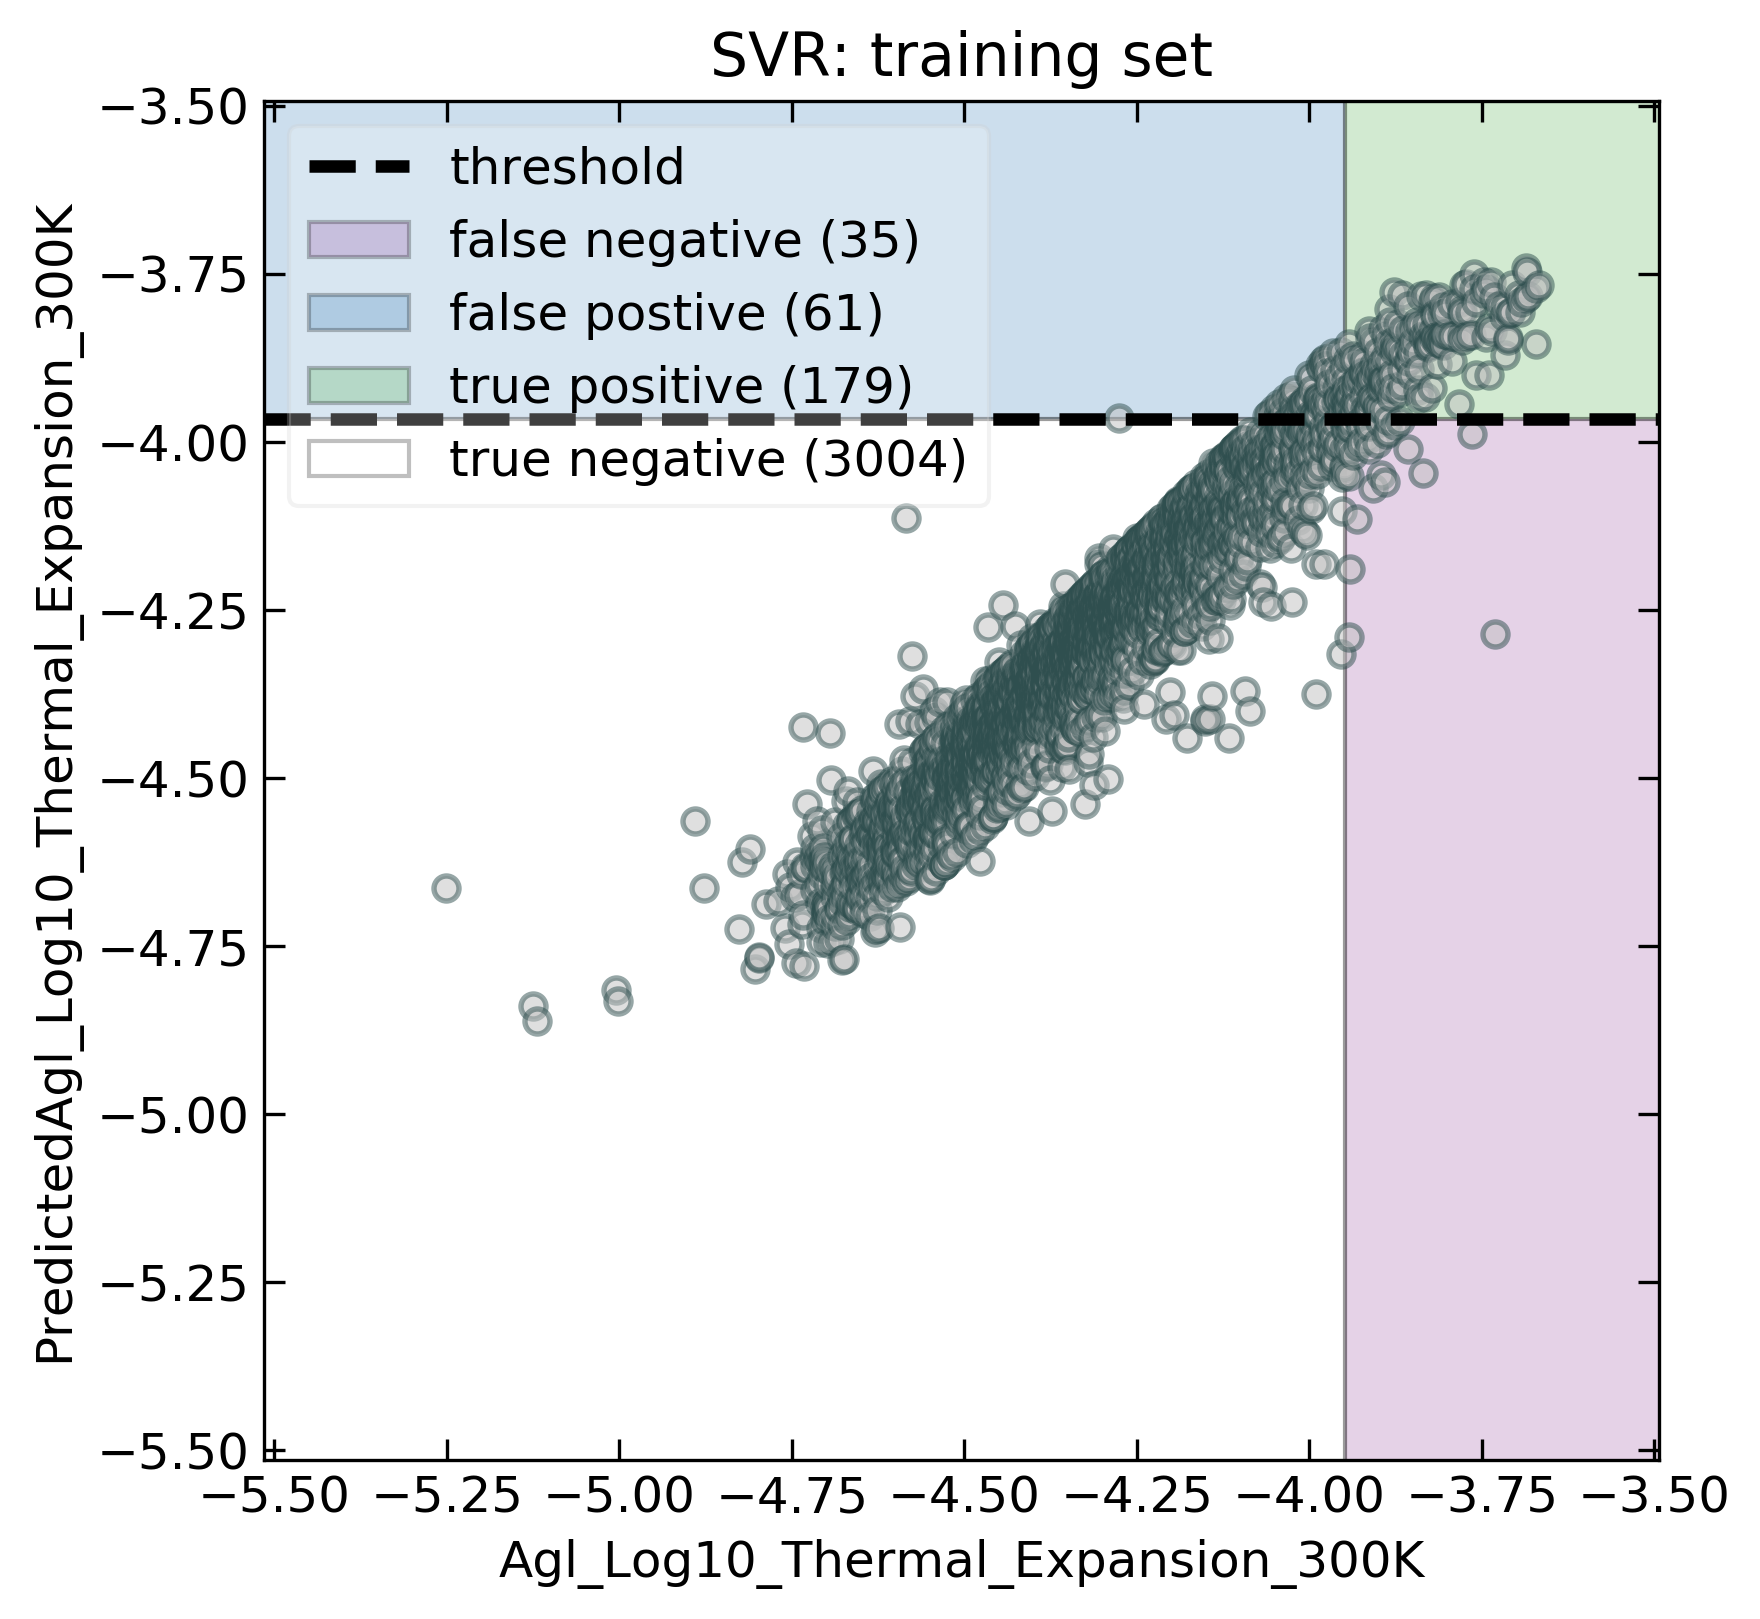 SVR: training set
threshold
false negative (35)
false postive (61)
true positive (179)
true negative (3004)
PredictedAgl_Log10_Thermal_Expansion_300K
−3.50
−3.75
−4.00
−4.25
−4.50
−4.75
−5.00
−5.25
−5.50
−5.50 −5.25 −5.00 −4.75 −4.50 −4.25 −4.00 −3.75 −3.50
Agl_Log10_Thermal_Expansion_300K